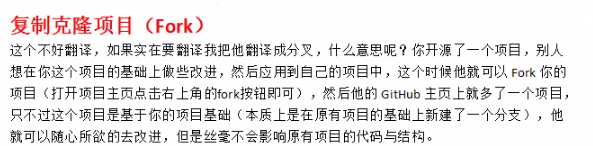 复制克隆项目（Fork）
这个不好翻译，如果实在要翻译我把他翻译成分叉，什么意思呢？你开源了一个项目，别人
想在你这个项目的基础上做些改进，然后应用到自己的项目中，这个时候他就可以 Fork 你的
项目（打开项目主页点击右上角的fork按钮即可），然后他的 GitHub 主页上就多了一个项目，
只不过这个项目是基于你的项目基础（本质上是在原有项目的基础上新建了一个分支），他
就可以随心所欲的去改进，但是丝毫不会影响原有项目的代码与结构。